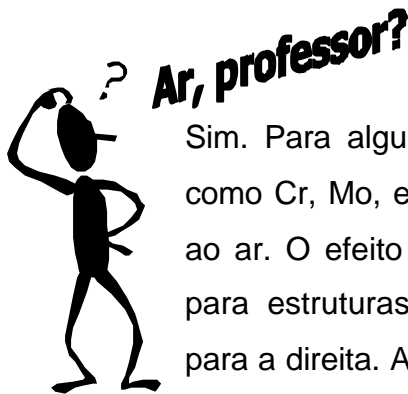 ?
Ar, professor?
Sim. Para algu
como Cr, Mo, e
ao ar. O efeito
para estruturas
para a direita. A